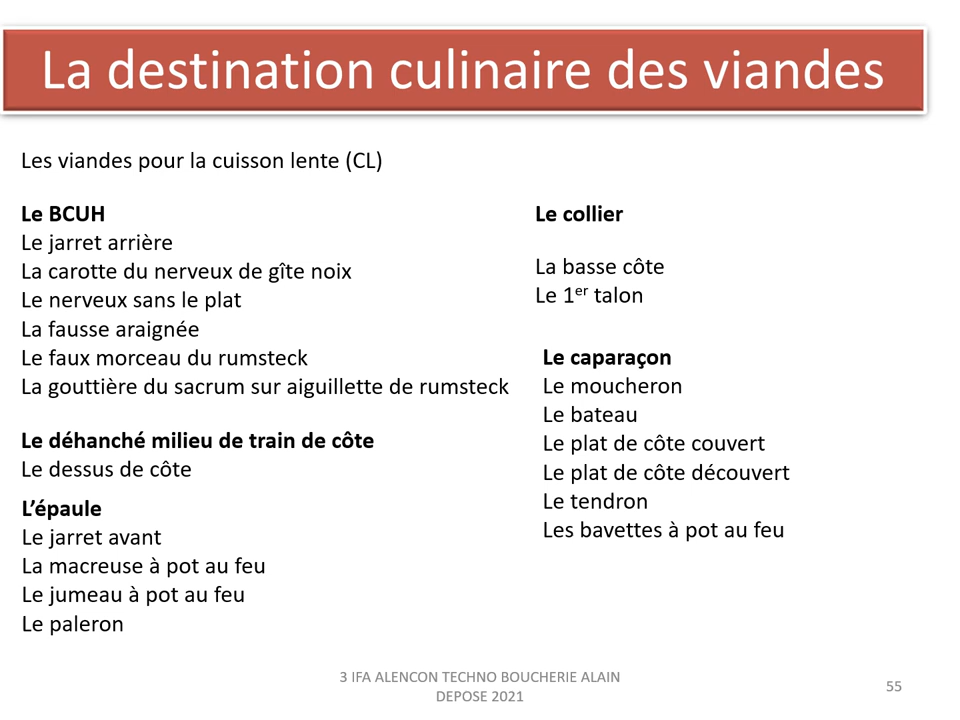 La destination culinaire des viandes
Les viandes pour la cuisson lente (CL)
Le BCUH
Le jarret arrière
La carotte du nerveux de gîte noix
Le nerveux sans le plat
La fausse araignée
Le faux morceau du rumsteck
La gouttière du sacrum sur aiguillette de rumsteck
Le déhanché milieu de train de côte
Le dessus de côte
L’épaule
Le jarret avant
La macreuse à pot au feu
Le jumeau à pot au feu
Le paleron
Le collier
La basse côte
Le 1er talon
Le caparaçon
Le moucheron
Le bateau
Le plat de côte couvert
Le plat de côte découvert
Le tendron
Les bavettes à pot au feu
3 IFA ALENCON TECHNO BOUCHERIE ALAIN
DEPOSE 2021
55